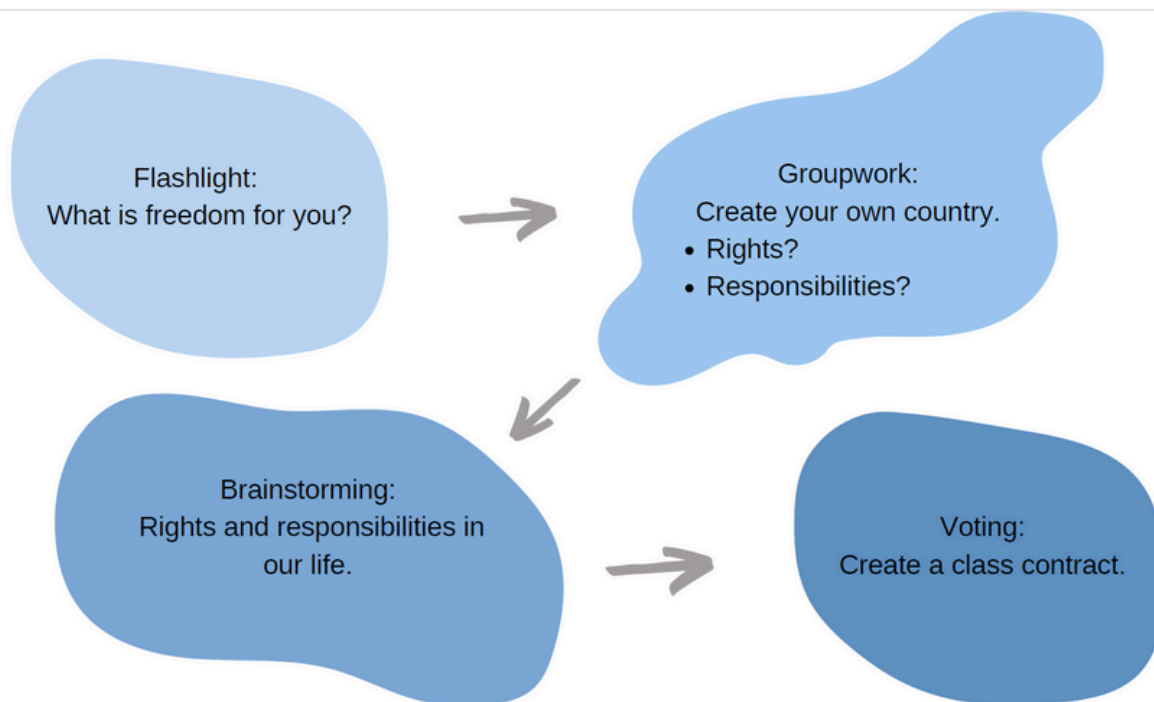 Flashlight:
What is freedom for you?
Groupwork:
Create your own country.
• Rights?
• Responsibilities?
Brainstorming:
Rights and responsibilities in
our life.
Voting:
Create a class contract.